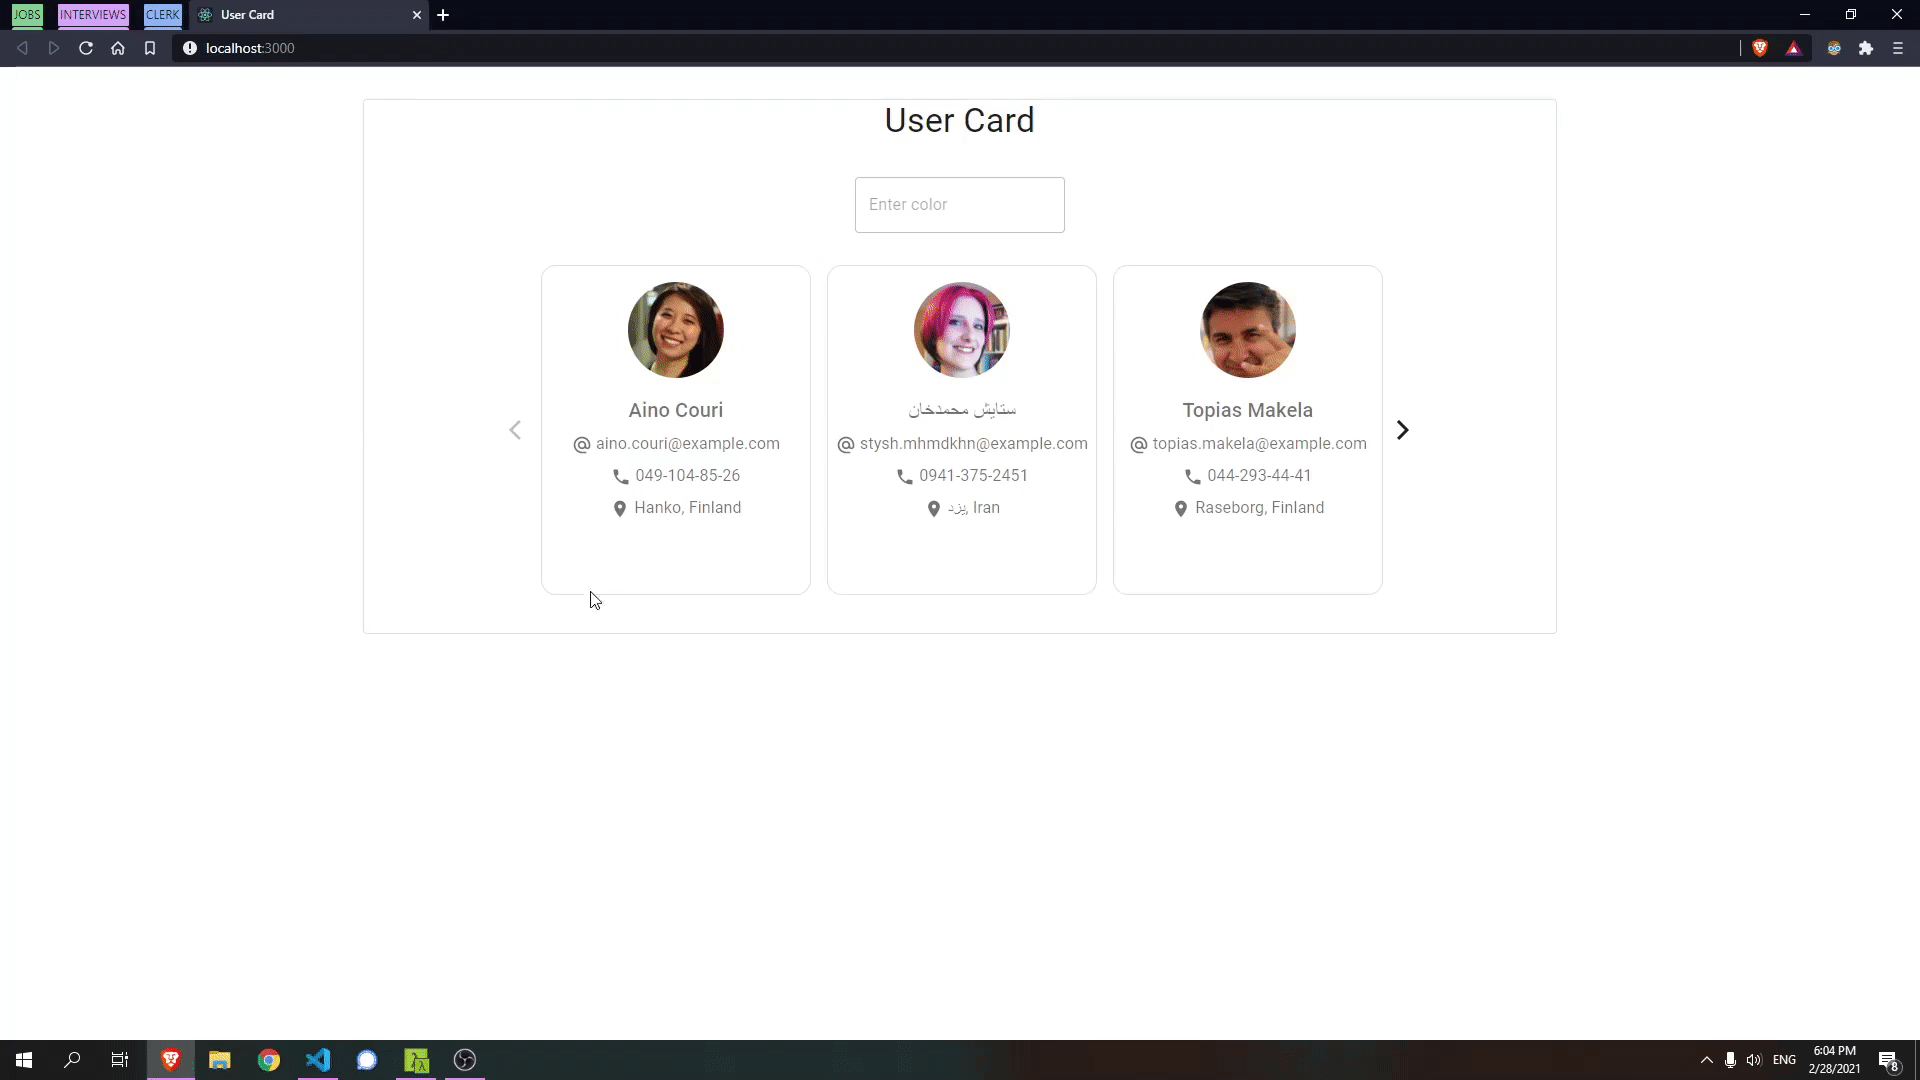 JOBS INTERVIEWS CLERK User Card
localhost:3000
User Card
Enter color
Aino Couri
aino.couri@example.com
049-104-85-26
Hanko, Finland
ستایش محمدخان
stysh.mhmdkhn@example.com
0941-375-2451
یزد, Iran
Topias Makela
topias.makela@example.com
044-293-44-41
Raseborg, Finland
ENG
6:04 PM
2/28/2021
8